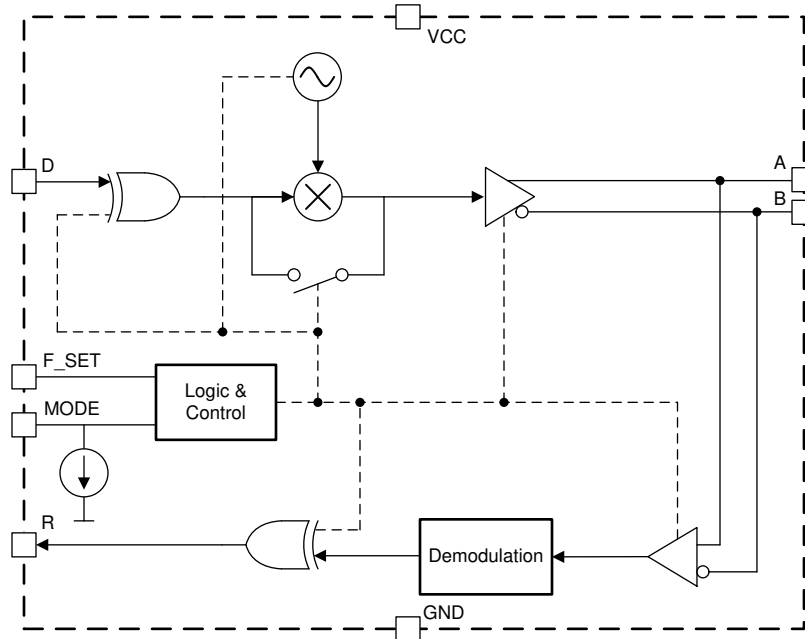 VCC
D
A
B
F_SET
Logic &
Control
MODE
R
Demodulation
GND